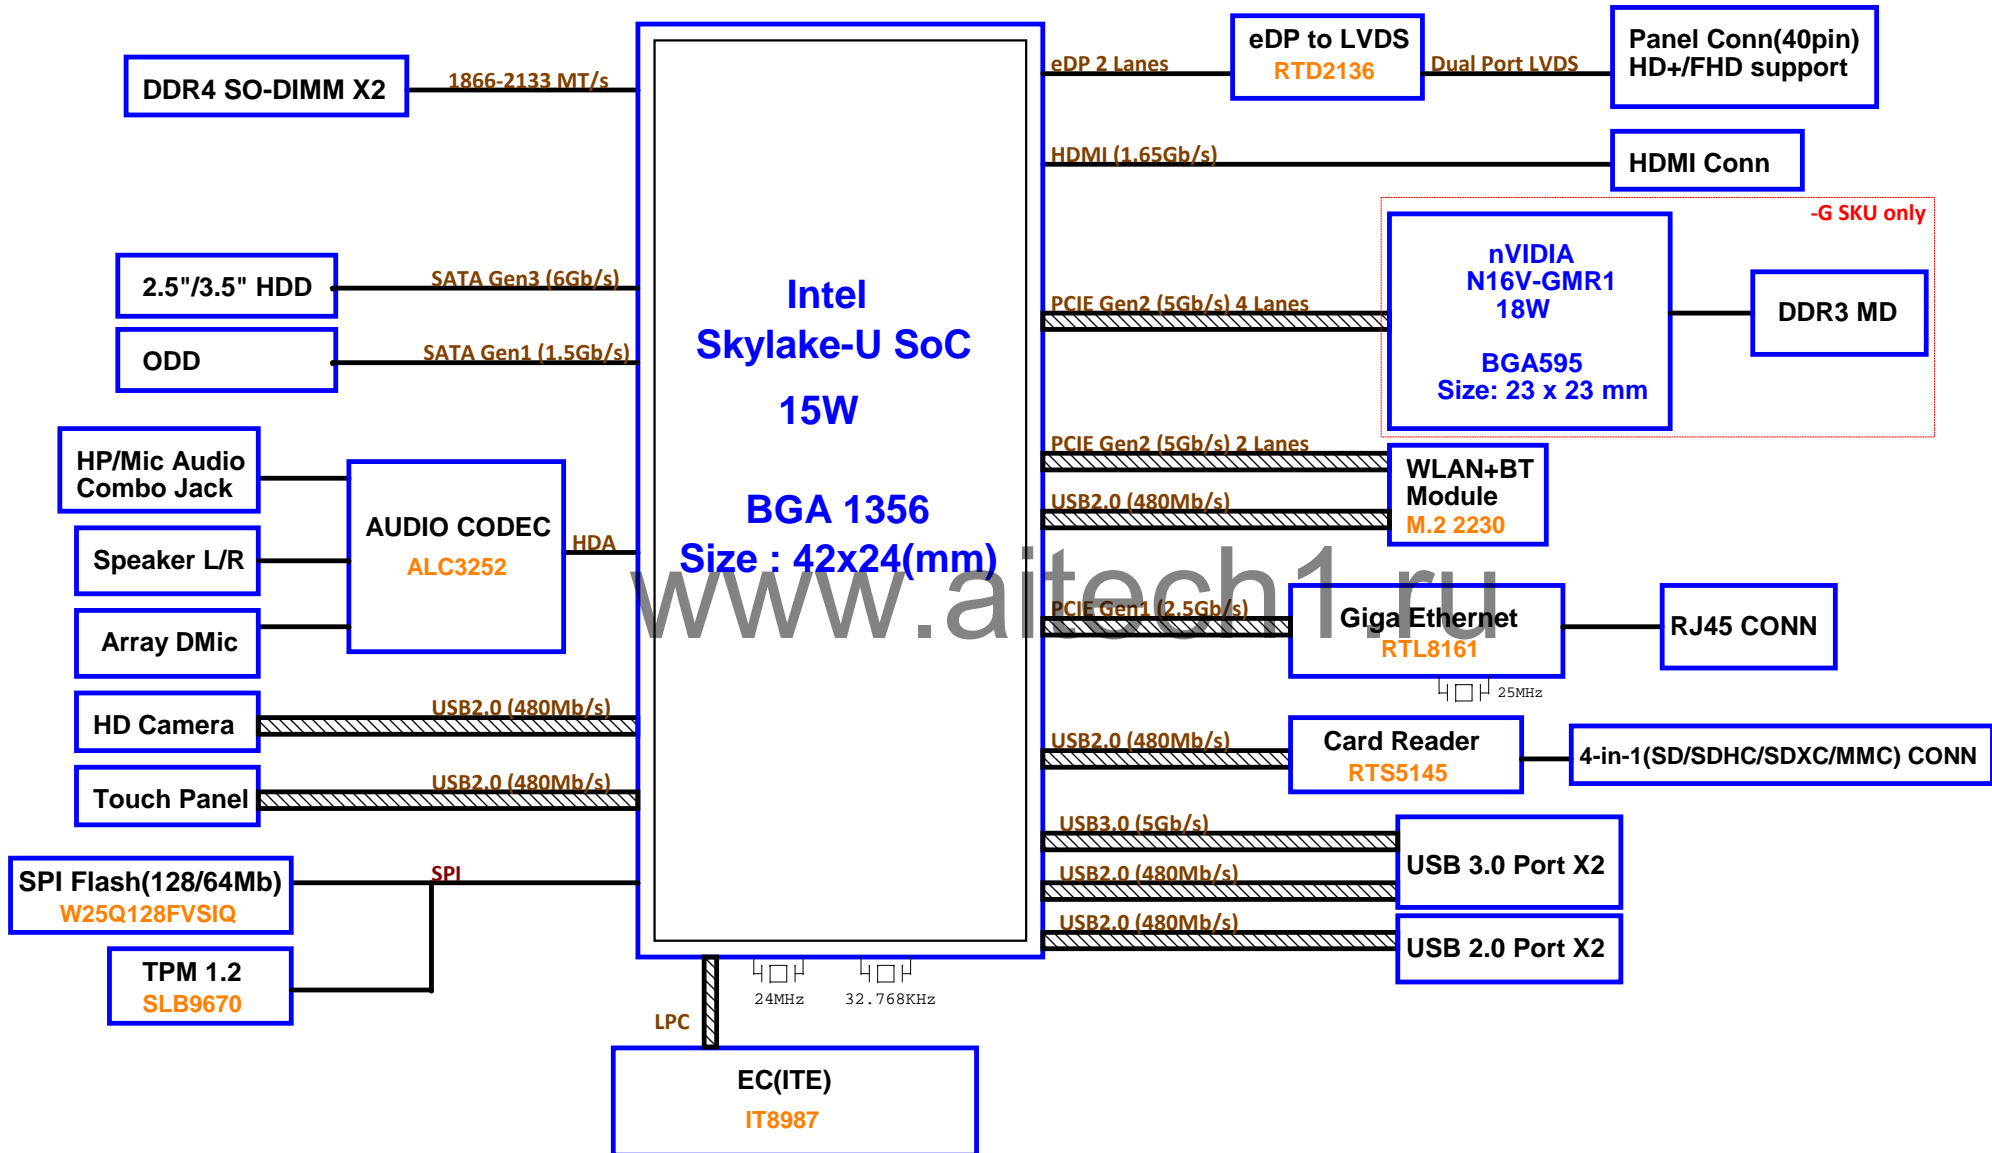 DDR4 SO-DIMM X2
1866-2133 MT/s
2.5"/3.5" HDD
SATA Gen3 (6Gb/s)
ODD
SATA Gen1 (1.5Gb/s)
HP/Mic Audio
Combo Jack
Speaker L/R
Array DMic
AUDIO CODEC
ALC3252
HDA
HD Camera
USB2.0 (480Mb/s)
Touch Panel
USB2.0 (480Mb/s)
SPI Flash(128/64Mb)
W25Q128FVSIQ
SPI
TPM 1.2
SLB9670
Intel
Skylake-U SoC
15W
BGA 1356
Size : 42x24(mm)
24MHz
32.768KHz
LPC
EC(ITE)
IT8987
eDP 2 Lanes
eDP to LVDS
RTD2136
Dual Port LVDS
Panel Conn(40pin)
HD+/FHD support
HDMI (1.65Gb/s)
HDMI Conn
-G SKU only
PCIE Gen2 (5Gb/s) 4 Lanes
nVIDIA
N16V-GMR1
18W
BGA595
Size: 23 x 23 mm
DDR3 MD
PCIE Gen2 (5Gb/s) 2 Lanes
USB2.0 (480Mb/s)
WLAN+BT
Module
M.2 2230
PCIE Gen1 (2.5Gb/s)
Giga Ethernet
RTL8161
25MHz
RJ45 CONN
USB2.0 (480Mb/s)
Card Reader
RTS5145
4-in-1(SD/SDHC/SDXC/MMC) CONN
USB3.0 (5Gb/s)
USB2.0 (480Mb/s)
USB 3.0 Port X2
USB2.0 (480Mb/s)
USB 2.0 Port X2
www.aitech1.ru